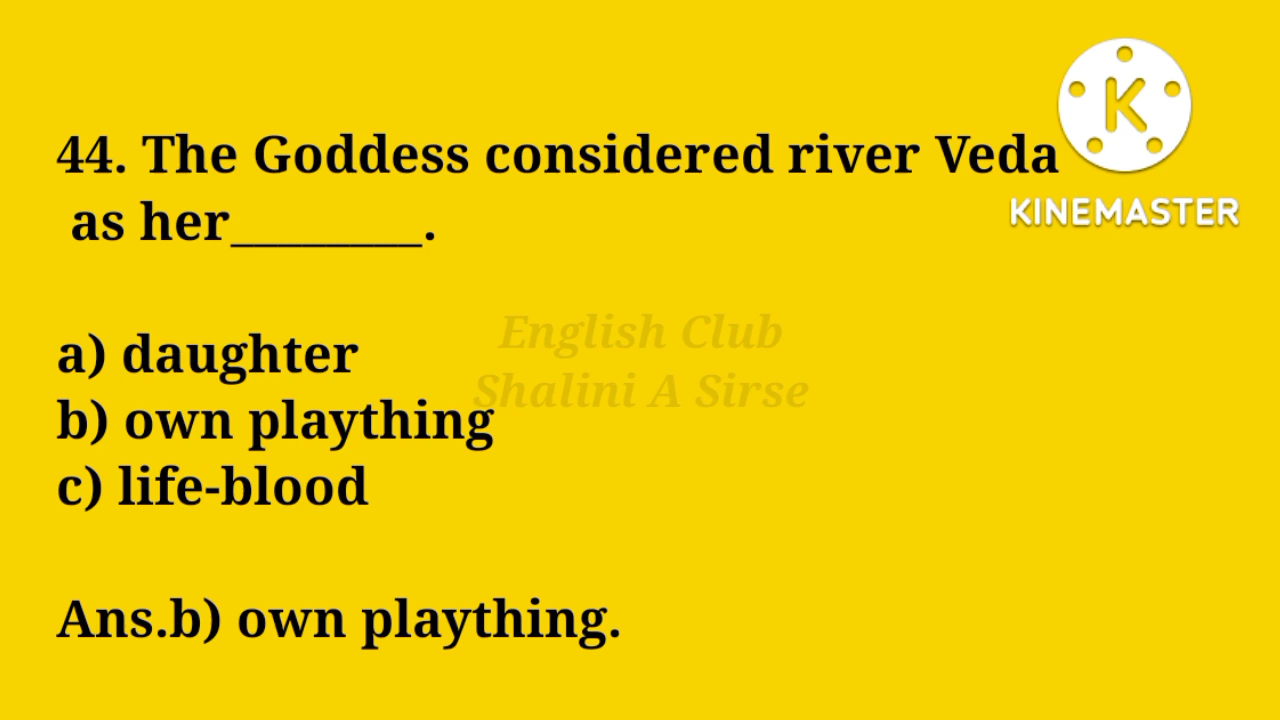 44. The Goddess considered river Veda
as her________.
a) daughter
b) own plaything
c) life-blood
Ans.b) own plaything.
KINEMASTER
English Club
Shalini A Sirse